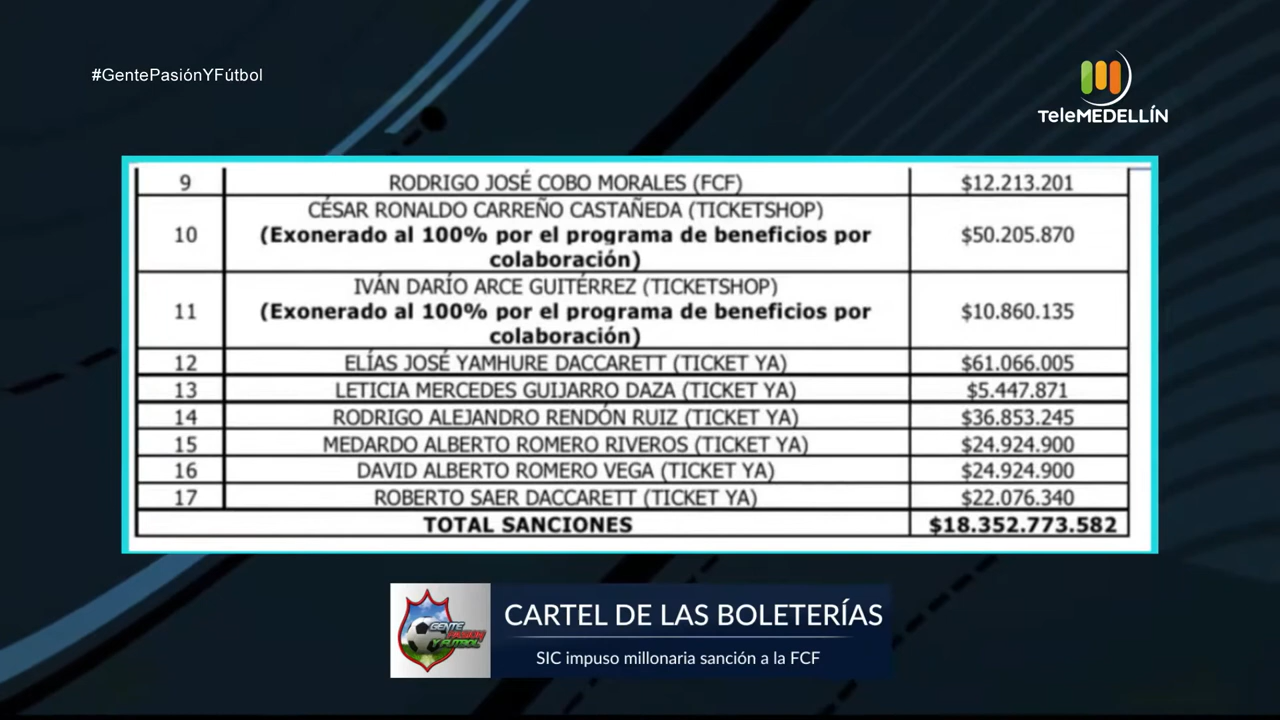 #GentePasiónYFútbol
TeleMEDELLÍN
9 RODRIGO JOSÉ COBO MORALES (FCF) $12.213.201
CÉSAR RONALDO CARREÑO CASTAÑEDA (TICKETSHOP)
10 (Exonerado al 100% por el programa de beneficios por $50.205.870
colaboración)
IVÁN DARÍO ARCE GUITÉRREZ (TICKETSHOP)
11 (Exonerado al 100% por el programa de beneficios por $10.860.135
colaboración)
12 ELÍAS JOSÉ YAMHURE DACCARETT (TICKET YA) $61.066.005
13 LETICIA MERCEDES GUIJARRO DAZA (TICKET YA) $5.447.871
14 RODRIGO ALEJANDRO RENDÓN RUIZ (TICKET YA) $36.853.245
15 MEDARDO ALBERTO ROMERO RIVEROS (TICKET YA) $24.924.900
16 DAVID ALBERTO ROMERO VEGA (TICKET YA) $24.924.900
17 ROBERTO SAER DACCARETT (TICKET YA) $22.076.340
TOTAL SANCIONES $18.352.773.582
GENTE
PASIÓN
Y FÚTBOL
CARTEL DE LAS BOLETERÍAS
SIC impuso millonaria sanción a la FCF